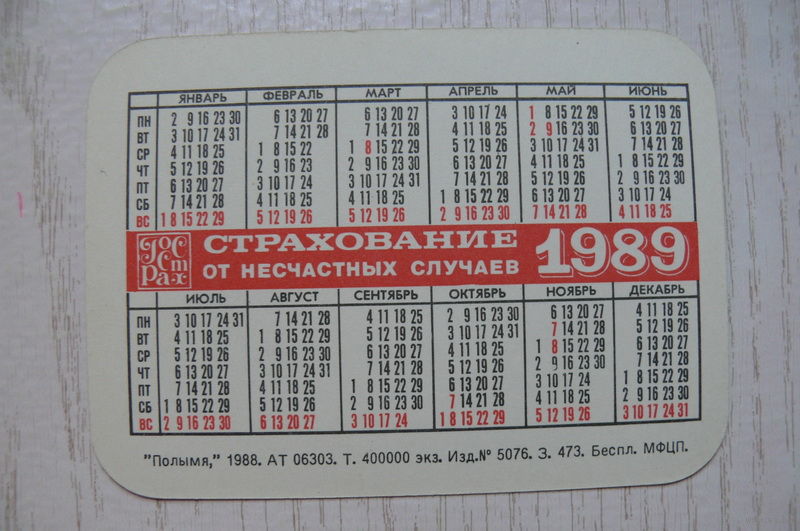 ЯНВАРЬ ФЕВРАЛЬ МАРТ АПРЕЛЬ МАЙ ИЮНЬ
ПН 2 9 16 23 30 6 13 20 27 6 13 20 27 3 10 17 24 1 8 15 22 29 5 12 19 26
ВТ 3 10 17 24 31 7 14 21 28 7 14 21 28 4 11 18 25 2 9 16 23 30 6 13 20 27
СР 4 11 18 25 1 8 15 22 1 8 15 22 29 5 12 19 26 3 10 17 24 31 7 14 21 28
ЧТ 5 12 19 26 2 9 16 23 2 9 16 23 30 6 13 20 27 4 11 18 25 1 8 15 22 29
ПТ 6 13 20 27 3 10 17 24 3 10 17 24 31 7 14 21 28 5 12 19 26 2 9 16 23 30
СБ 7 14 21 28 4 11 18 25 4 11 18 25 1 8 15 22 29 6 13 20 27 3 10 17 24
ВС 1 8 15 22 29 5 12 19 26 5 12 19 26 2 9 16 23 30 7 14 21 28 4 11 18 25
ГОС СТРАХ
СТРАХОВАНИЕ
ОТ НЕСЧАСТНЫХ СЛУЧАЕВ
1989
ИЮЛЬ АВГУСТ СЕНТЯБРЬ ОКТЯБРЬ НОЯБРЬ ДЕКАБРЬ
ПН 3 10 17 24 31 7 14 21 28 4 11 18 25 2 9 16 23 30 6 13 20 27 4 11 18 25
ВТ 4 11 18 25 1 8 15 22 29 5 12 19 26 3 10 17 24 31 7 14 21 28 5 12 19 26
СР 5 12 19 26 2 9 16 23 30 6 13 20 27 4 11 18 25 1 8 15 22 29 6 13 20 27
ЧТ 6 13 20 27 3 10 17 24 31 7 14 21 28 5 12 19 26 2 9 16 23 30 7 14 21 28
ПТ 7 14 21 28 4 11 18 25 1 8 15 22 29 6 13 20 27 3 10 17 24 1 8 15 22 29
СБ 1 8 15 22 29 5 12 19 26 2 9 16 23 30 7 14 21 28 4 11 18 25 2 9 16 23 30
ВС 2 9 16 23 30 6 13 20 27 3 10 17 24 1 8 15 22 29 5 12 19 26 3 10 17 24 31
"Полымя," 1988. АТ 06303. Т. 400000 экз. Изд.№ 5076. З. 473. Беспл. МФЦП.